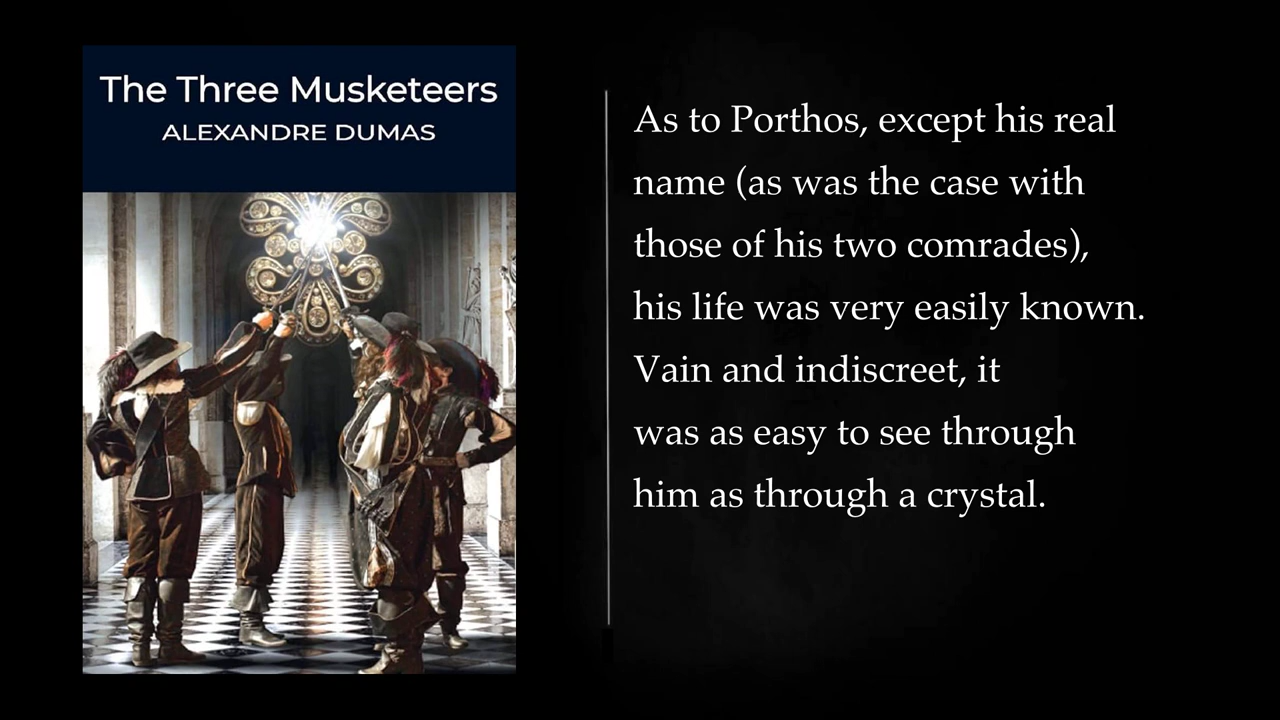 The Three Musketeers
ALEXANDRE DUMAS
As to Porthos, except his real
name (as was the case with
those of his two comrades),
his life was very easily known.
Vain and indiscreet, it
was as easy to see through
him as through a crystal.